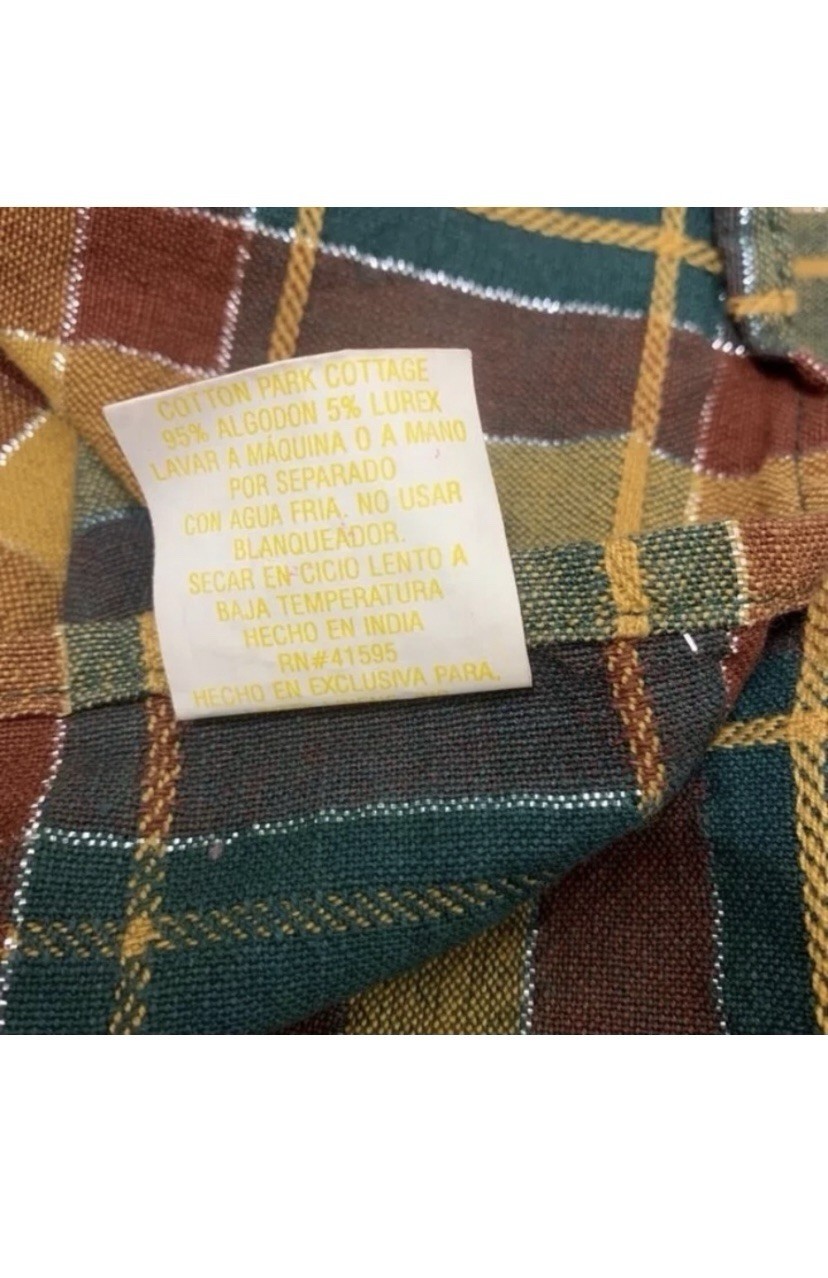 COTTON PARK COTTAGE
95% ALGODON 5% LUREX
LAVAR A MÁQUINA O A MANO
POR SEPARADO
CON AGUA FRIA. NO USAR
BLANQUEADOR.
SECAR EN CICIO LENTO A
BAJA TEMPERATURA
HECHO EN INDIA
RN#41595
HECHO EN EXCLUSIVA PARA.